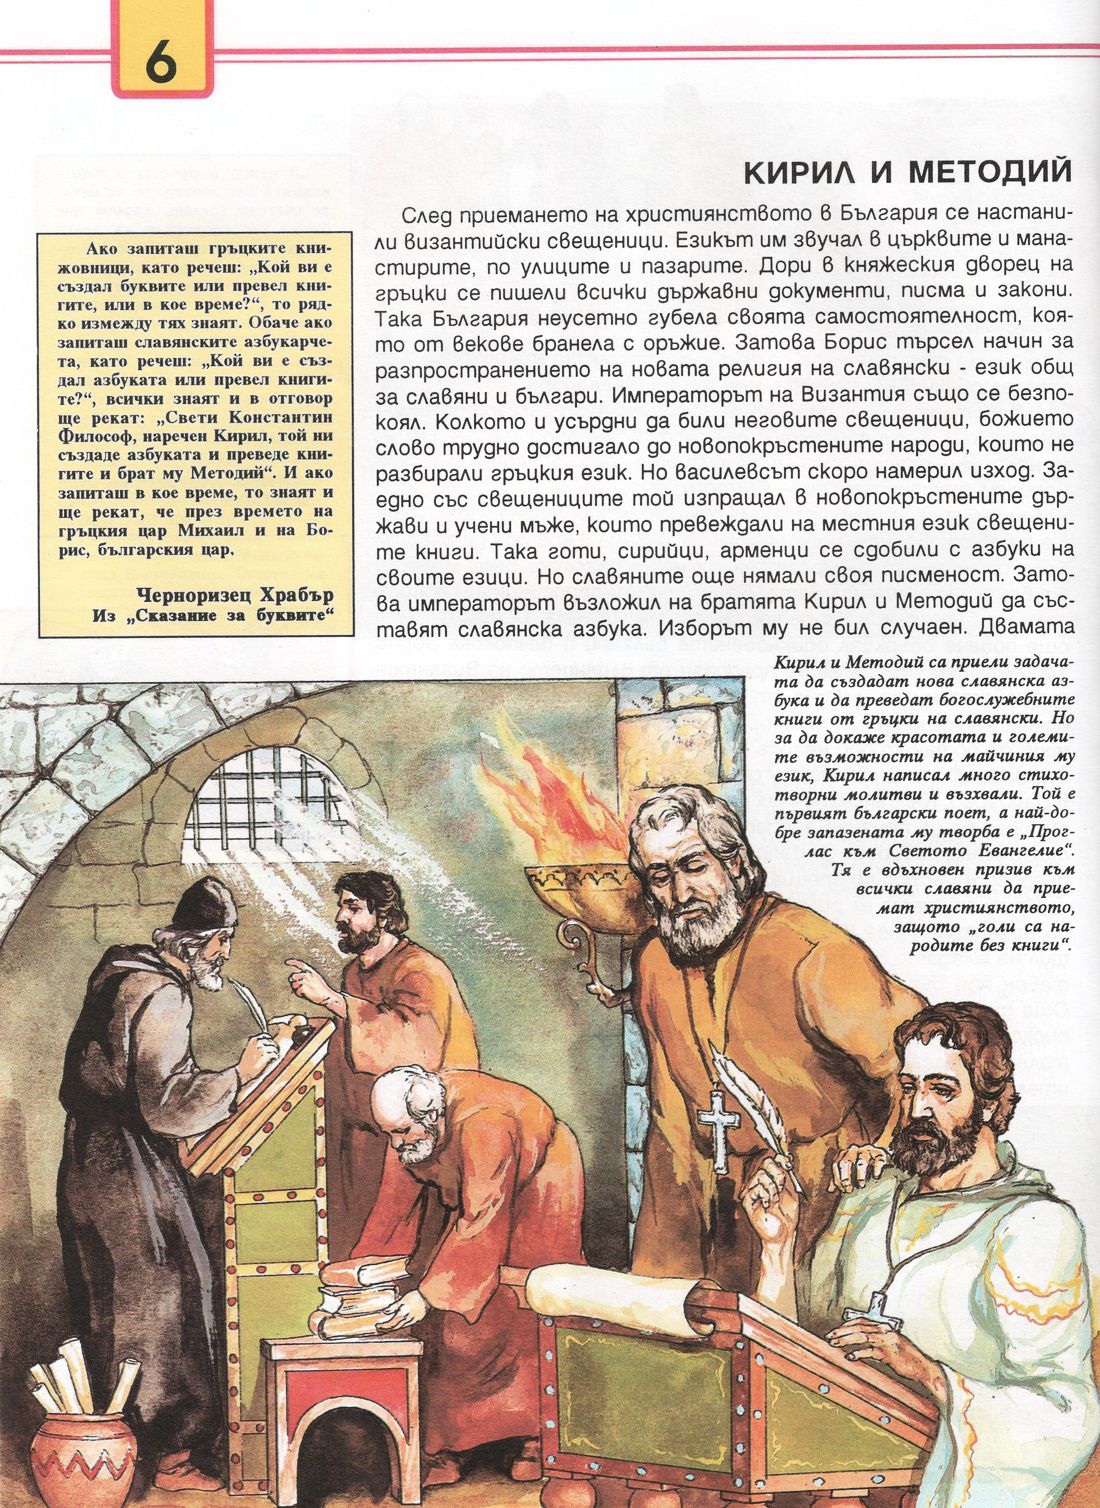 6
КИРИЛ И МЕТОДИЙ
Ако запиташ гръцките кни-
жовници, като речеш: „Кой ви е
създал буквите или превел кни-
гите, или в кое време?“, то ряд-
ко измежду тях знаят. Обаче ако
запиташ славянските азбукарче-
та, като речеш: „Кой ви е съз-
дал азбуката или превел книги-
те?“, всички знаят и в отговор
ще рекат: „Свети Константин
Философ, наречен Кирил, той ни
създаде азбуката и преведе кни-
гите и брат му Методий“. И ако
запиташ в кое време, то знаят и
ще рекат, че през времето на
гръцкия цар Михаил и на Бо-
рис, българския цар.
Черноризец Храбър
Из „Сказание за буквите“
След приемането на християнството в България се настани-
ли византийски свещеници. Езикът им звучал в църквите и мана-
стирите, по улиците и пазарите. Дори в княжеския дворец на
гръцки се пишели всички държавни документи, писма и закони.
Така България неусетно губела своята самостоятелност, коя-
то от векове бранела с оръжие. Затова Борис търсел начин за
разпространението на новата религия на славянски - език общ
за славяни и българи. Императорът на Византия също се безпо-
коял. Колкото и усърдни да били неговите свещеници, божието
слово трудно достигало до новопокръстените народи, които не
разбирали гръцкия език. Но василевсът скоро намерил изход. За-
едно със свещениците той изпращал в новопокръстените дър-
жави и учени мъже, които превеждали на местния език свещени-
те книги. Така готи, сирийци, арменци се сдобили с азбуки на
своите езици. Но славяните още нямали своя писменост. Зато-
ва императорът възложил на братята Кирил и Методий да със-
тавят славянска азбука. Изборът му не бил случаен. Двамата
Кирил и Методий са приели задача-
та да създадат нова славянска аз-
бука и да преведат богослужебните
книги от гръцки на славянски. Но
за да докаже красотата и големи-
те възможности на майчиния му
език, Кирил написал много стихо-
творни молитви и възхвали. Той е
първият български поет, а най-до-
бре запазената му творба е „Прог-
лас към Светото Евангелие“.
Тя е вдъхновен призив към
всички славяни да прие-
мат християнството,
защото „голи са на-
родите без книги“.